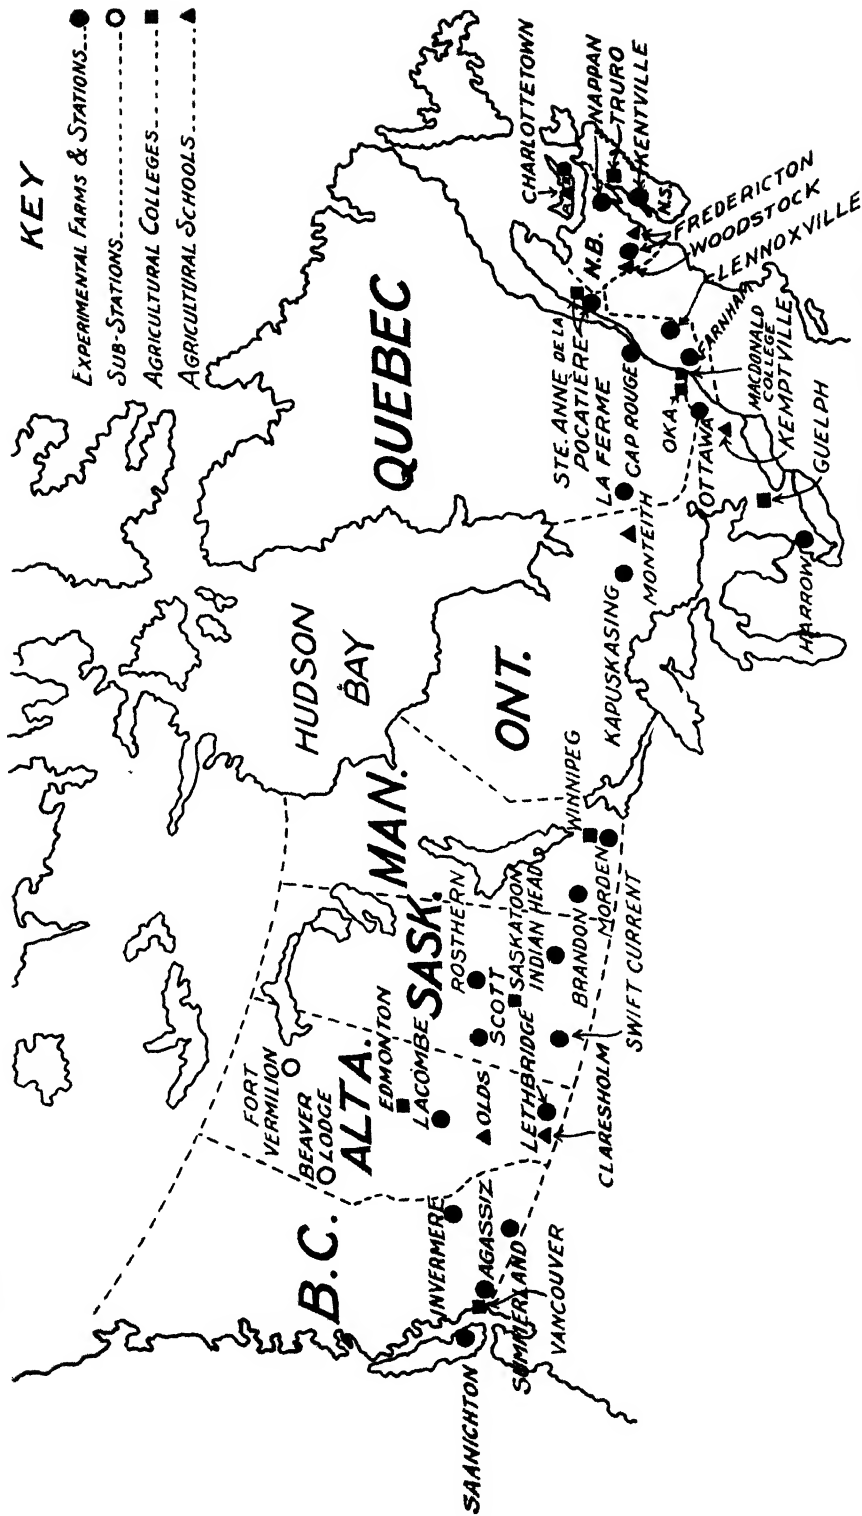 KEY
EXPERIMENTAL FARMS & STATIONS
SUB-STATIONS
AGRICULTURAL COLLEGES
AGRICULTURAL SCHOOLS
HUDSON
BAY
QUEBEC
ONT.
MAN.
SASK.
ALTA.
B.C.
N.B.
N.S.
P.E.I.
FORT
VERMILION
BEAVER
LODGE
EDMONTON
LACOMBE
OLDS
LETHBRIDGE
CLARESHOLM
INVERMERE
AGASSIZ
SUMMERLAND
VANCOUVER
SAANICHTON
ROSTHERN
SCOTT
SASKATOON
INDIAN HEAD
SWIFT CURRENT
BRANDON
MORDEN
WINNIPEG
KAPUSKASING
MONTEITH
HARROW
GUELPH
KEMPTVILLE
OTTAWA
OKA
MACDONALD
COLLEGE
FARNHAM
LENNOXVILLE
LA FERME
CAP ROUGE
STE. ANNE DE LA
POCATIÈRE
WOODSTOCK
FREDERICTON
CHARLOTTETOWN
NAPPAN
TRURO
KENTVILLE